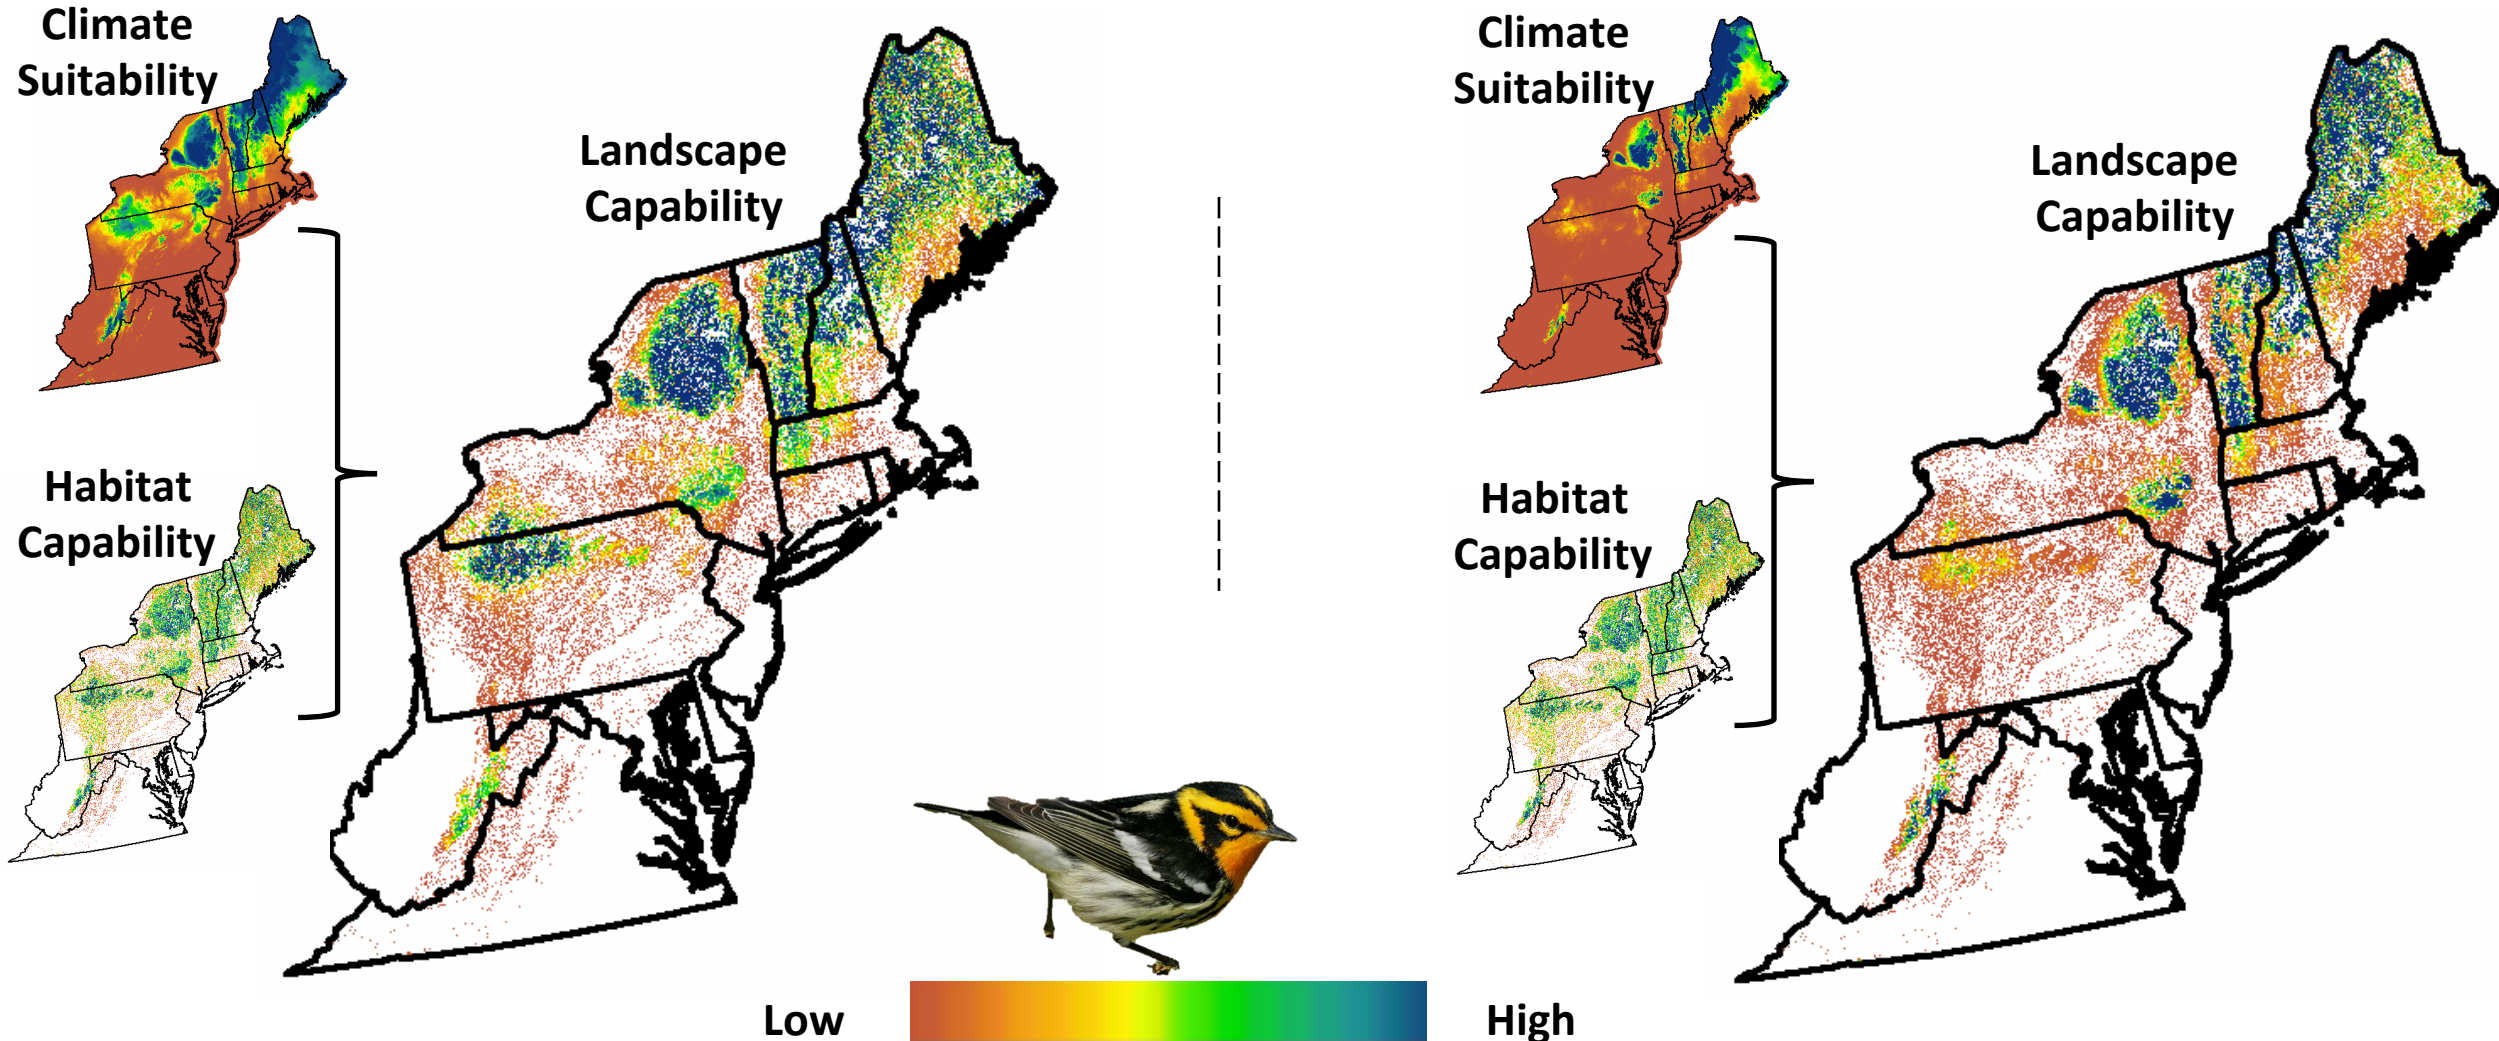 Climate
Suitability
Landscape
Capability
Habitat
Capability
Climate
Suitability
Landscape
Capability
Habitat
Capability
Low
High